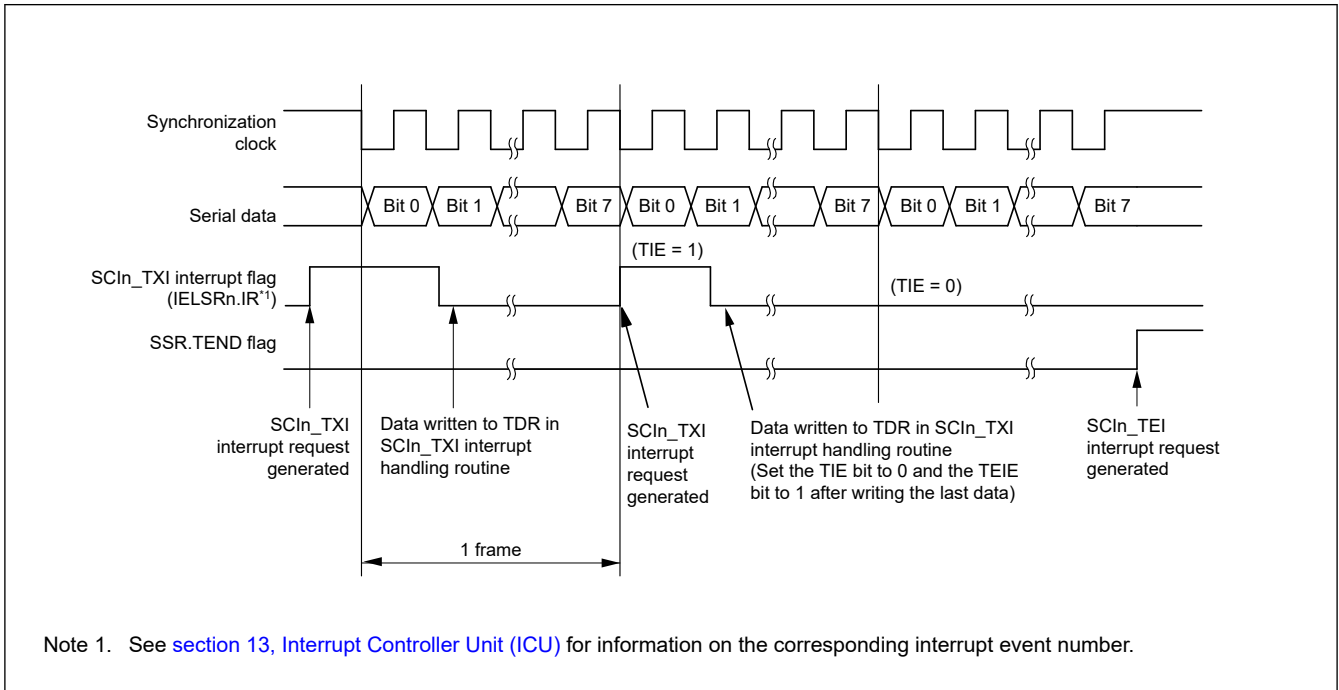 Synchronization
clock
Serial data
Bit 0 Bit 1 Bit 7 Bit 0 Bit 1 Bit 7 Bit 0 Bit 1 Bit 7
(TIE = 1)
SCIn_TXI interrupt flag
(IELSRn.IR*1)
(TIE = 0)
SSR.TEND flag
SCIn_TXI
interrupt request
generated
Data written to TDR in
SCIn_TXI interrupt
handling routine
SCIn_TXI
interrupt
request
generated
Data written to TDR in SCIn_TXI
interrupt handling routine
(Set the TIE bit to 0 and the TEIE
bit to 1 after writing the last data)
SCIn_TEI
interrupt request
generated
1 frame
Note 1. See section 13, Interrupt Controller Unit (ICU) for information on the corresponding interrupt event number.